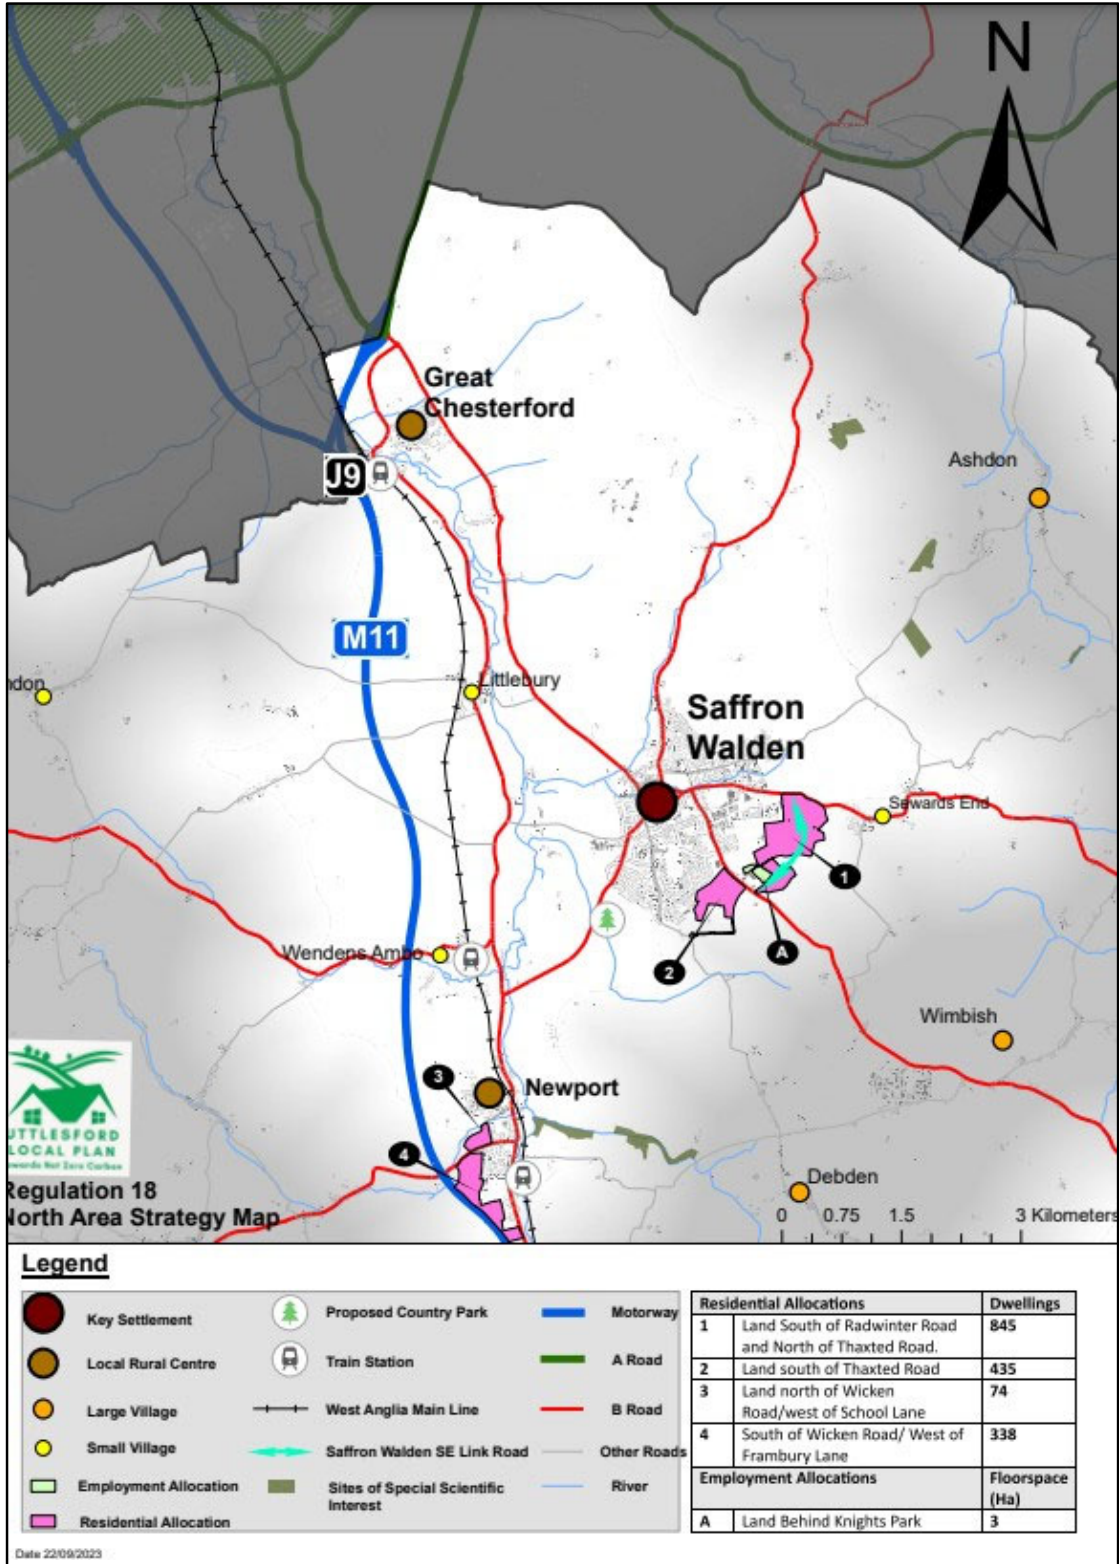 N
Great
Chesterford
J9
Ashdon
M11
ndon
Littlebury
Saffron
Walden
Sewards End
1
Wendens Ambo
2
A
Wimbish
3
Newport
4
UTTLESFORD
LOCAL PLAN
owards Net Zero Carbon
Regulation 18
North Area Strategy Map
Debden
0 0.75 1.5 3 Kilometers
Legend
Key Settlement
Local Rural Centre
Large Village
Small Village
Employment Allocation
Residential Allocation
Proposed Country Park
Train Station
West Anglia Main Line
Saffron Walden SE Link Road
Sites of Special Scientific
Interest
Motorway
A Road
B Road
Other Roads
River
Residential Allocations Dwellings
1 Land South of Radwinter Road 845
and North of Thaxted Road.
2 Land south of Thaxted Road 435
3 Land north of Wicken 74
Road/west of School Lane
4 South of Wicken Road/ West of 338
Frambury Lane
Employment Allocations Floorspace
(Ha)
A Land Behind Knights Park 3
Date 22/09/2023